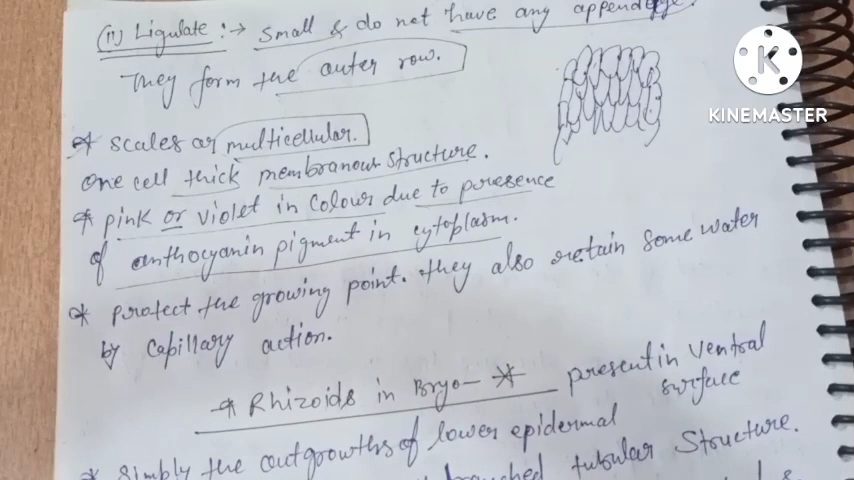 (ii) Ligulate :→ Small & do not have any appendage.
They form the outer row.
* Scales or multicellular.
one cell thick membranous structure.
* pink or violet in colour due to presence
of anthocyanin pigment in cytoplasm.
* protect the growing point. they also retain some water
by capillary action.
* Rhizoids in Bryo- * present in ventral
surface
* Simply the outgrowths of lower epidermal
branched tubular structure.
K
KINEMASTER